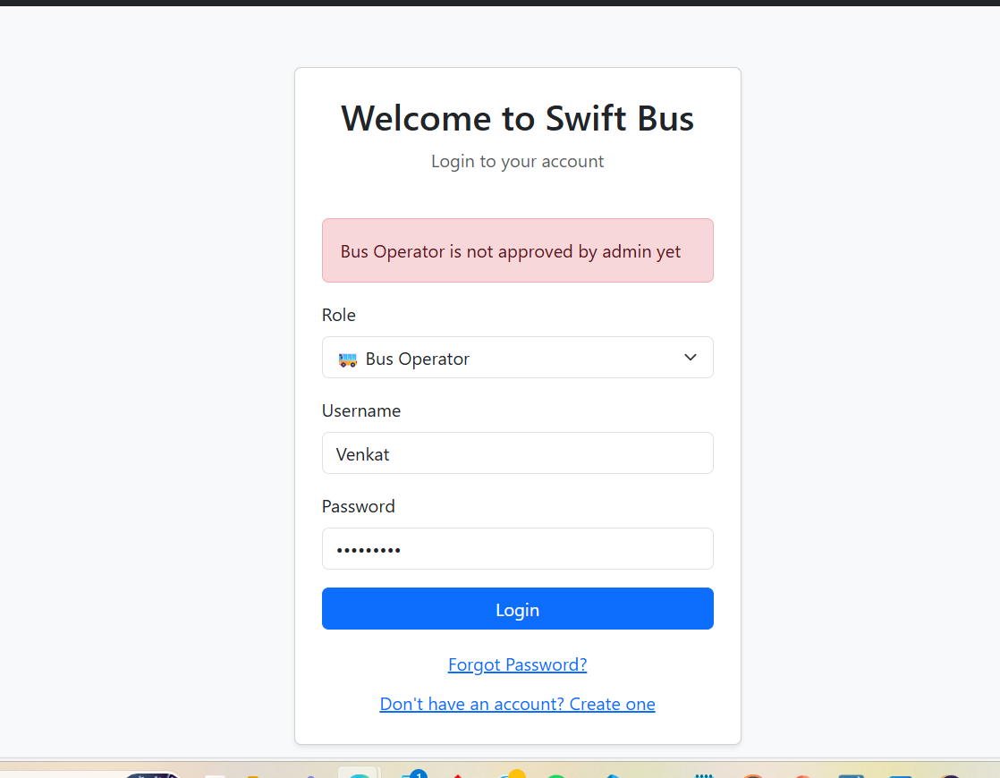 Welcome to Swift Bus
Login to your account
Bus Operator is not approved by admin yet
Role
Bus Operator
Username
Venkat
Password
•••••••••
Login
Forgot Password?
Don't have an account? Create one
1